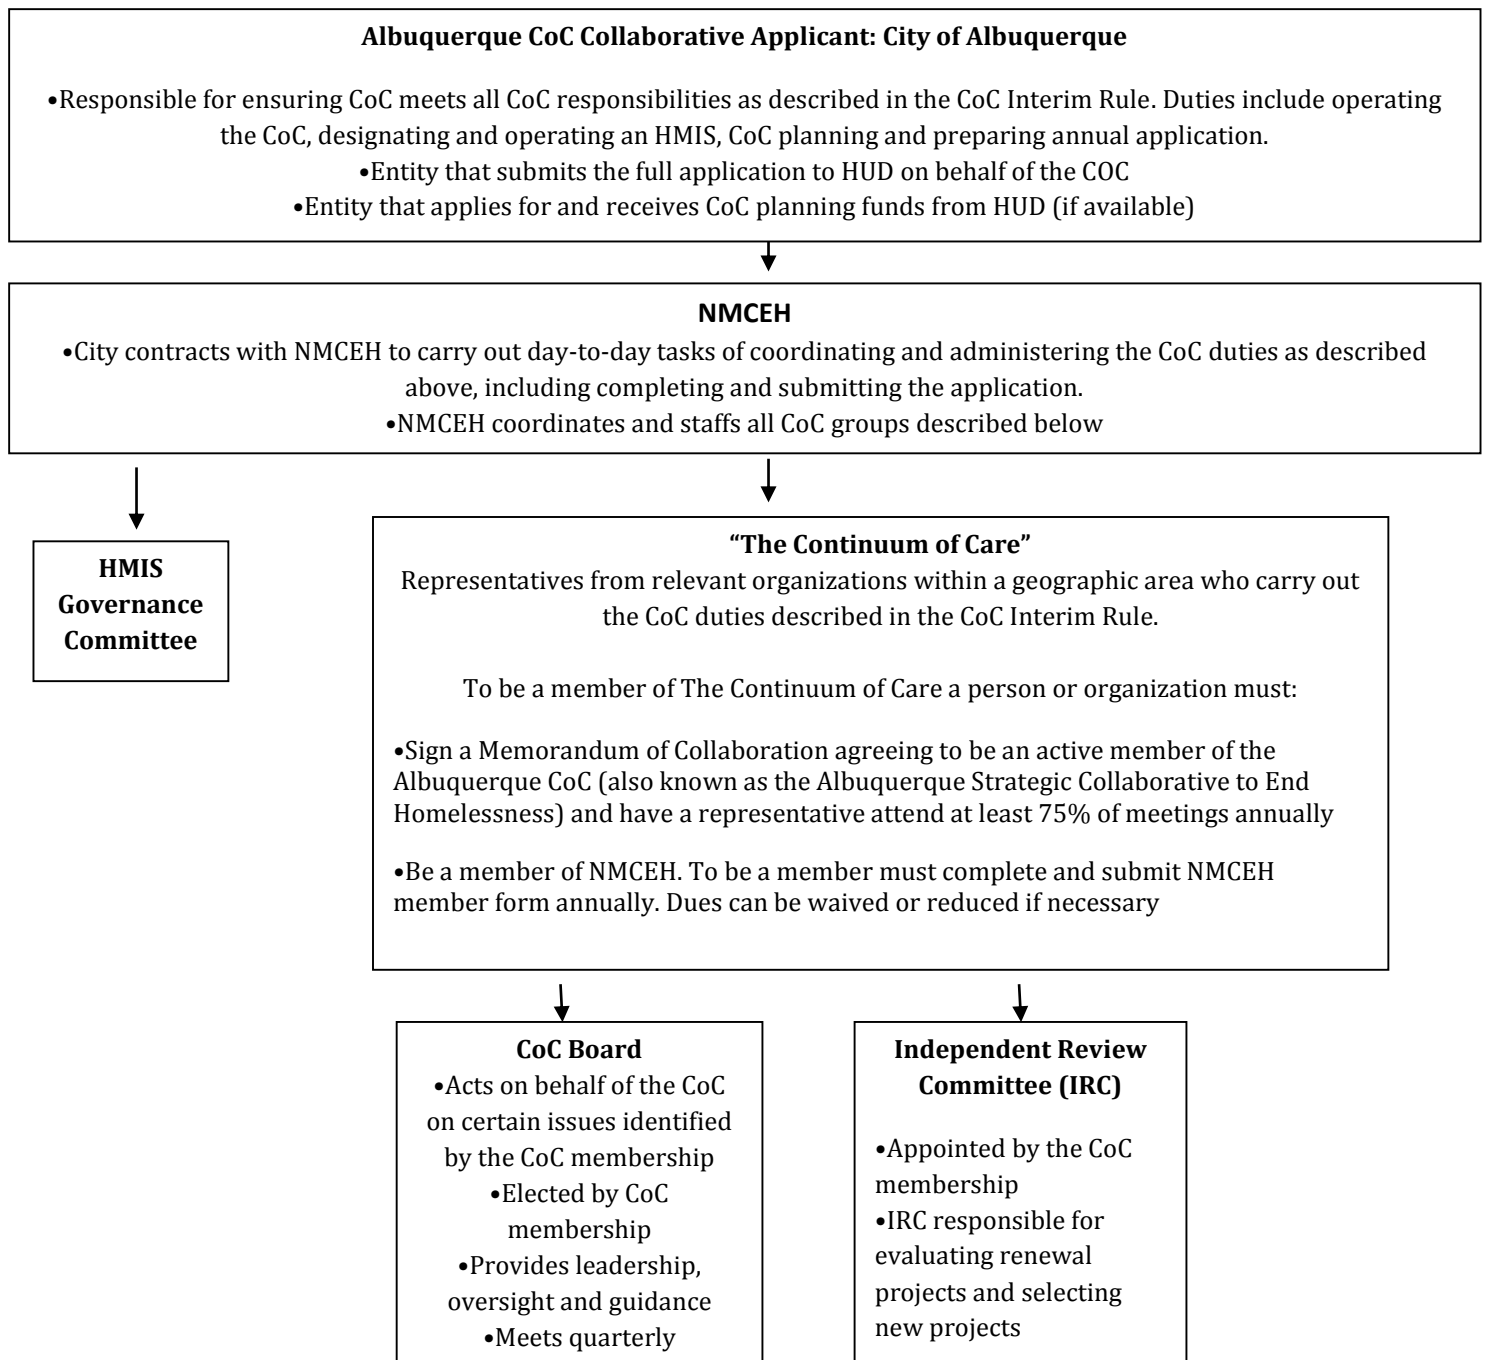 Albuquerque CoC Collaborative Applicant: City of Albuquerque
•Responsible for ensuring CoC meets all CoC responsibilities as described in the CoC Interim Rule. Duties include operating
the CoC, designating and operating an HMIS, CoC planning and preparing annual application.
•Entity that submits the full application to HUD on behalf of the COC
•Entity that applies for and receives CoC planning funds from HUD (if available)
NMCEH
•City contracts with NMCEH to carry out day-to-day tasks of coordinating and administering the CoC duties as described
above, including completing and submitting the application.
•NMCEH coordinates and staffs all CoC groups described below
HMIS
Governance
Committee
“The Continuum of Care”
Representatives from relevant organizations within a geographic area who carry out
the CoC duties described in the CoC Interim Rule.
To be a member of The Continuum of Care a person or organization must:
•Sign a Memorandum of Collaboration agreeing to be an active member of the
Albuquerque CoC (also known as the Albuquerque Strategic Collaborative to End
Homelessness) and have a representative attend at least 75% of meetings annually
•Be a member of NMCEH. To be a member must complete and submit NMCEH
member form annually. Dues can be waived or reduced if necessary
CoC Board
•Acts on behalf of the CoC
on certain issues identified
by the CoC membership
•Elected by CoC
membership
•Provides leadership,
oversight and guidance
•Meets quarterly
Independent Review
Committee (IRC)
•Appointed by the CoC
membership
•IRC responsible for
evaluating renewal
projects and selecting
new projects